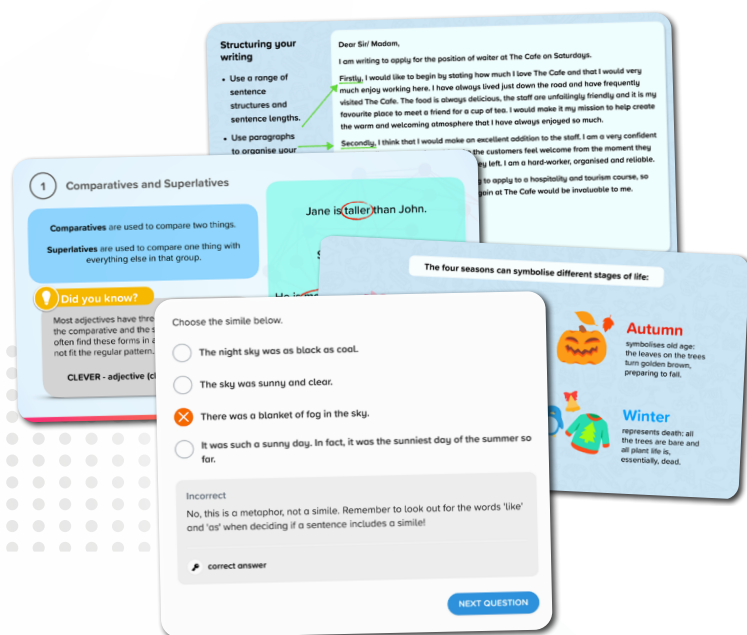 Structuring your
writing
• Use a range of
sentence
structures and
sentence lengths.
• Use paragraphs
to organise your
Dear Sir/ Madam,
I am writing to apply for the position of waiter at The Cafe on Saturdays.
Firstly, I would like to begin by stating how much I love The Cafe and that I would very
much enjoy working here. I have always lived just down the road and have frequently
visited The Cafe. The food is always delicious, the staff are unfailingly friendly and it is my
favourite place to meet a friend for a cup of tea. I would make it my mission to help create
the warm and welcoming atmosphere that I have always enjoyed so much.
Secondly, I think that I would make an excellent addition to the staff. I am a very confident
the customers feel welcome from the moment they
left. I am a hard-worker, organised and reliable.
to apply to a hospitality and tourism course, so
gain at The Cafe would be invaluable to me.
1 Comparatives and Superlatives
Comparatives are used to compare two things.
Superlatives are used to compare one thing with
everything else in that group.
Did you know?
Most adjectives have thre
the comparative and the s
often find these forms in a
not fit the regular pattern.
CLEVER - adjective (cl
Jane is taller than John.
He is
The four seasons can symbolise different stages of life:
Autumn
symbolises old age:
the leaves on the trees
turn golden brown,
preparing to fall.
Winter
represents death: all
the trees are bare and
all plant life is,
essentially, dead.
Choose the simile below.
The night sky was as black as coal.
The sky was sunny and clear.
There was a blanket of fog in the sky.
It was such a sunny day. In fact, it was the sunniest day of the summer so
far.
Incorrect
No, this is a metaphor, not a simile. Remember to look out for the words 'like'
and 'as' when deciding if a sentence includes a simile!
correct answer
NEXT QUESTION